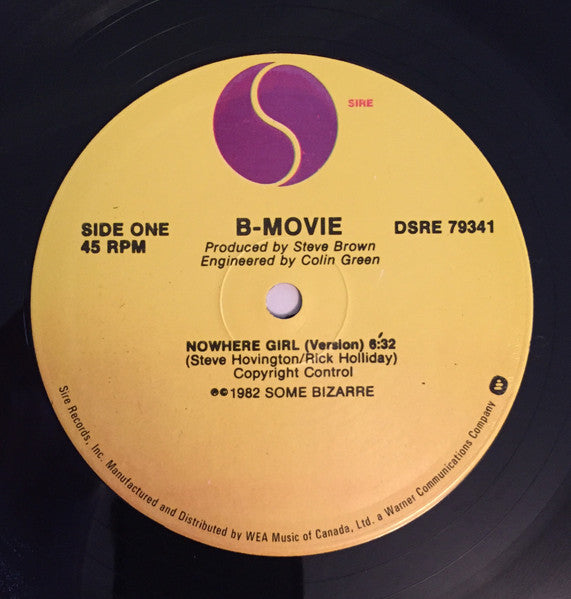 SIRE
SIDE ONE
45 RPM
B-MOVIE
Produced by Steve Brown
Engineered by Colin Green
DSRE 79341
NOWHERE GIRL (Version) 6:32
(Steve Hovington/Rick Holliday)
Copyright Control
℗©1982 SOME BIZARRE
Sire Records, Inc. Manufactured and Distributed by WEA Music of Canada, Ltd. a Warner Communications Company